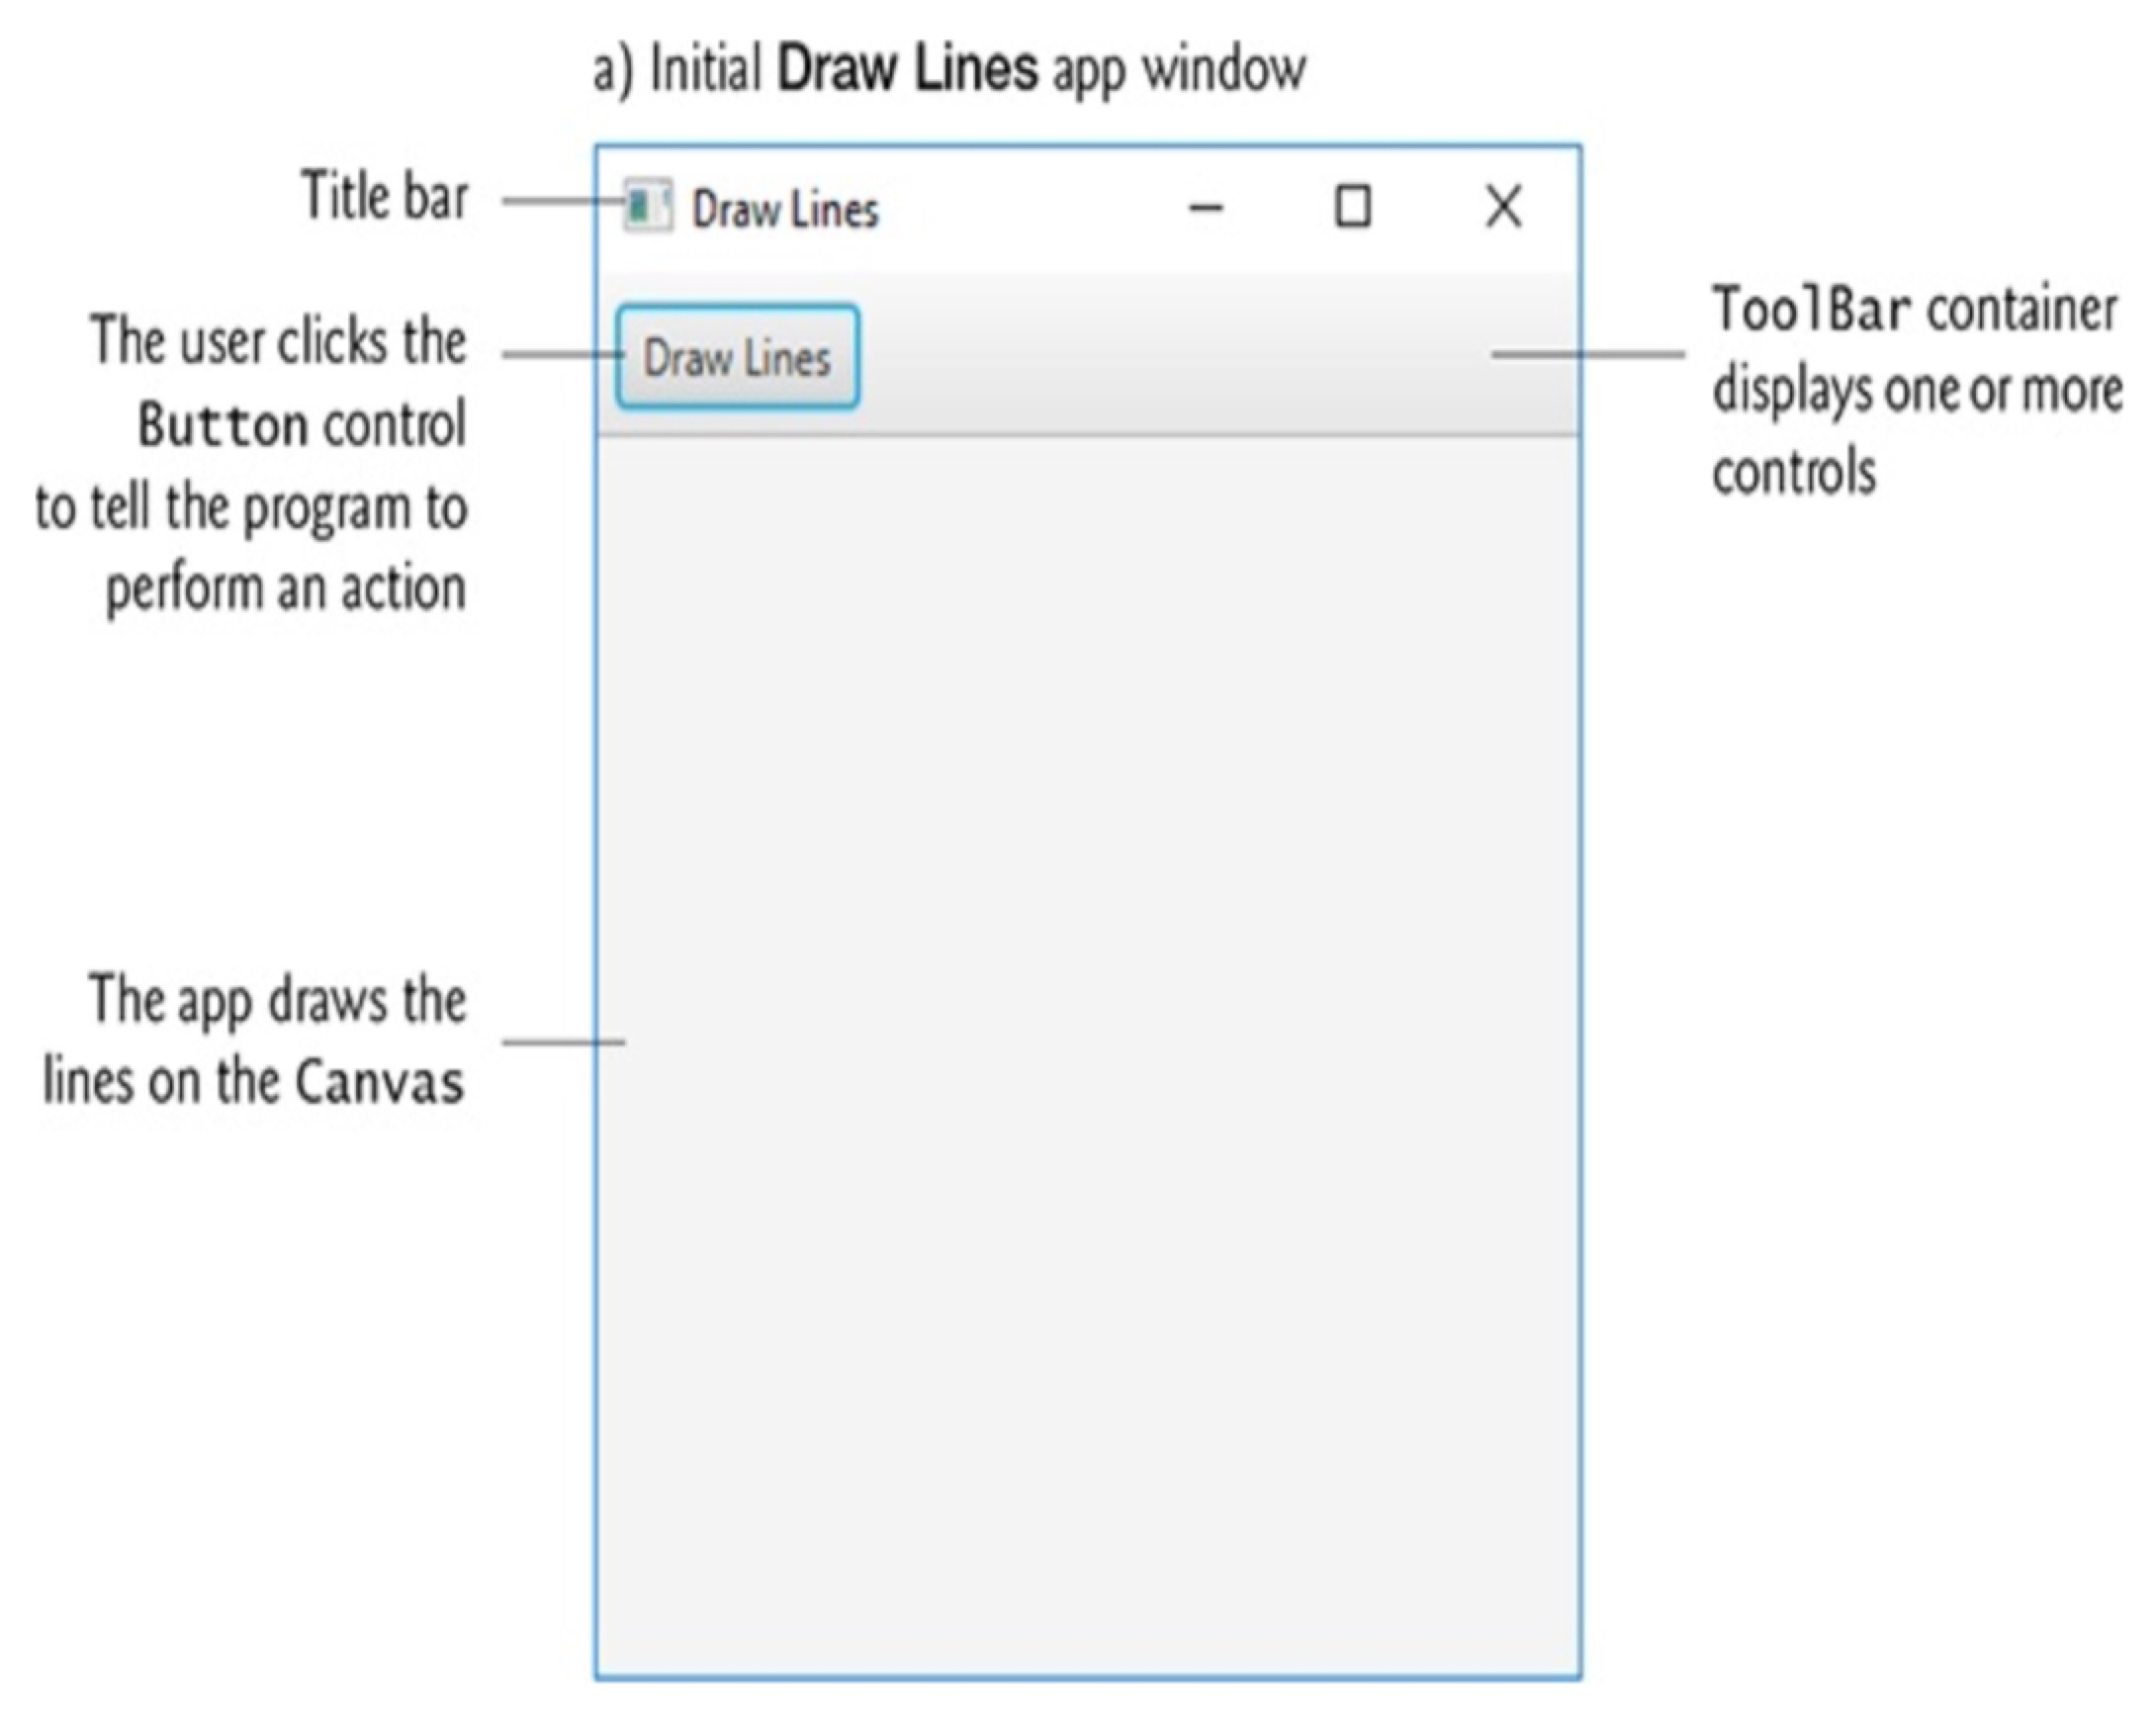 a) Initial Draw Lines app window
Title bar
Draw Lines
The user clicks the
Button control
to tell the program to
perform an action
Draw Lines
ToolBar container
displays one or more
controls
The app draws the
lines on the Canvas